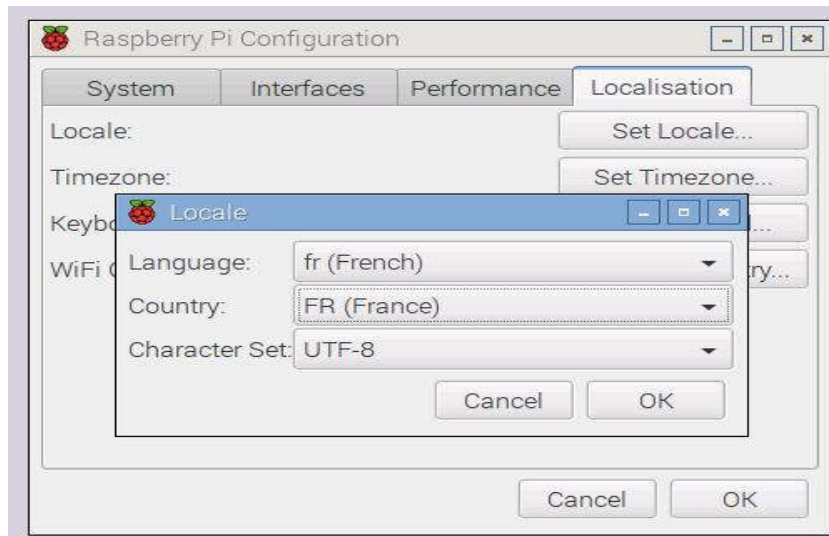 Raspberry Pi Configuration
System Interfaces Performance Localisation
Locale: Set Locale...
Timezone: Set Timezone...
Locale
Language: fr (French)
Country: FR (France)
Character Set: UTF-8
Cancel OK
WiFi
Cancel OK